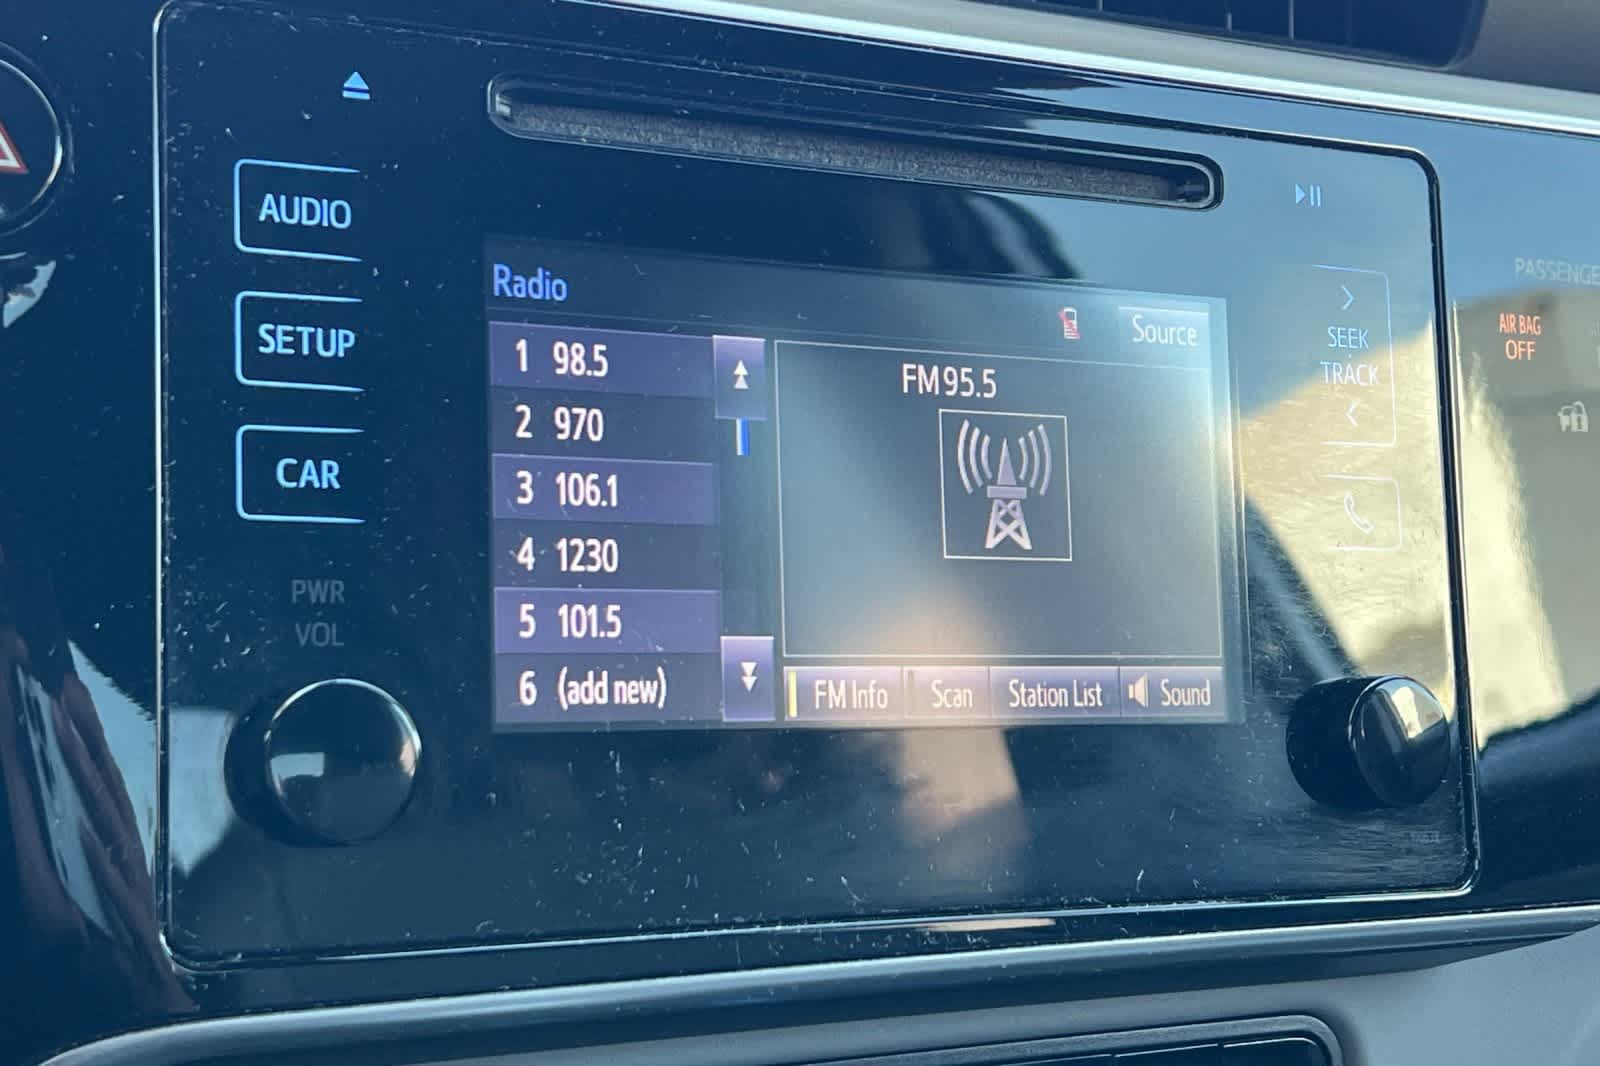 AUDIO
SETUP
CAR
PWR
VOL
Radio
Source
1 98.5
2 970
3 106.1
4 1230
5 101.5
6 (add new)
FM95.5
FM Info
Scan
Station List
Sound
SEEK
TRACK
AIR BAG
OFF